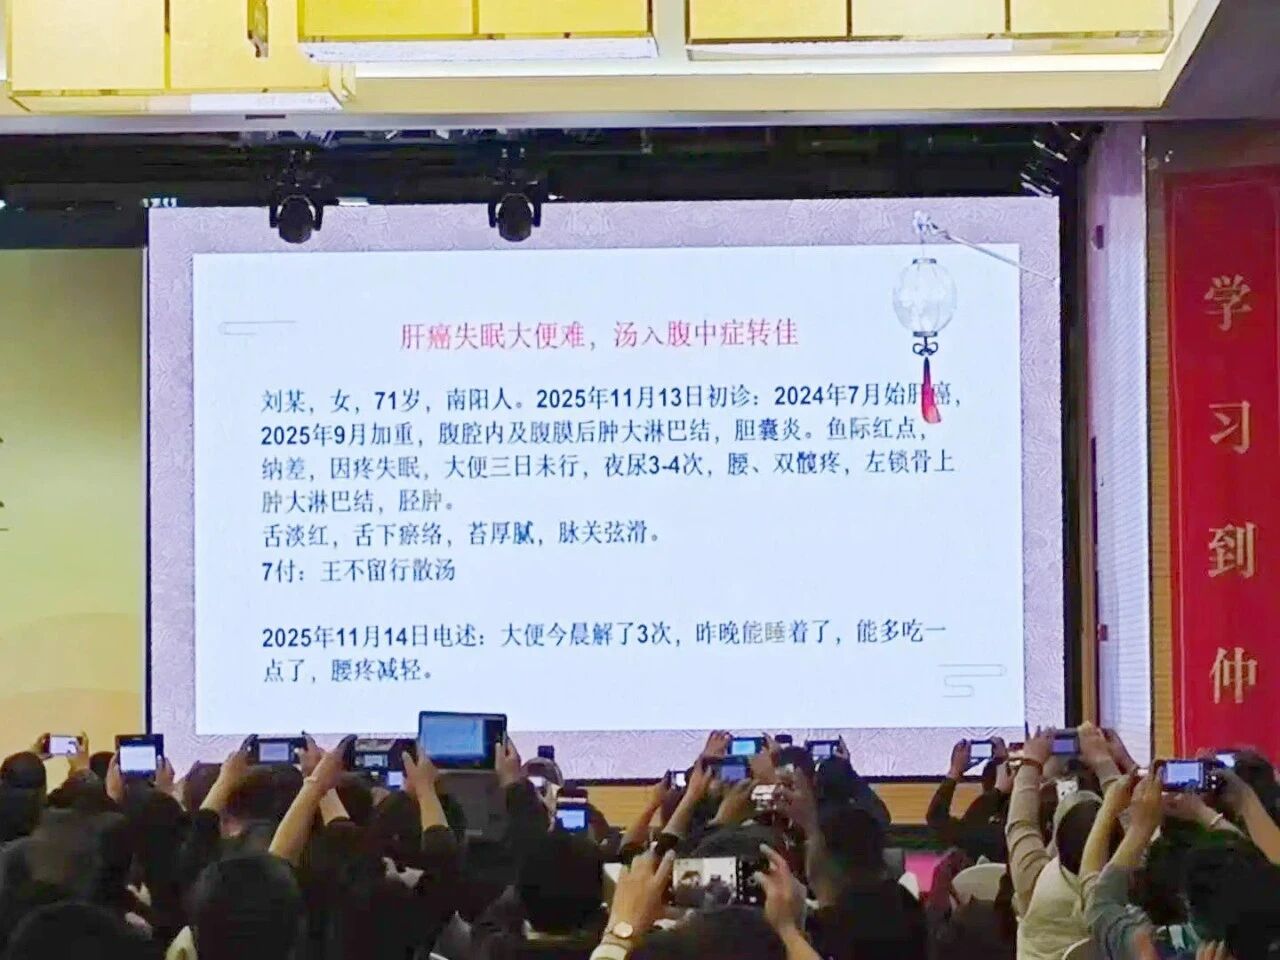 肝癌失眠大便难，汤入腹中症转佳
刘某，女，71岁，南阳人。2025年11月13日初诊：2024年7月始肝癌，
2025年9月加重，腹腔内及腹膜后肿大淋巴结，胆囊炎。鱼际红点，
纳差，因疼失眠，大便三日未行，夜尿3-4次，腰、双髋疼，左锁骨上
肿大淋巴结，胫肿。
舌淡红，舌下瘀络，苔厚腻，脉关弦滑。
7付：王不留行散汤
2025年11月14日电述：大便今晨解了3次，昨晚能睡着了，能多吃一
点了，腰疼减轻。
学习到仲